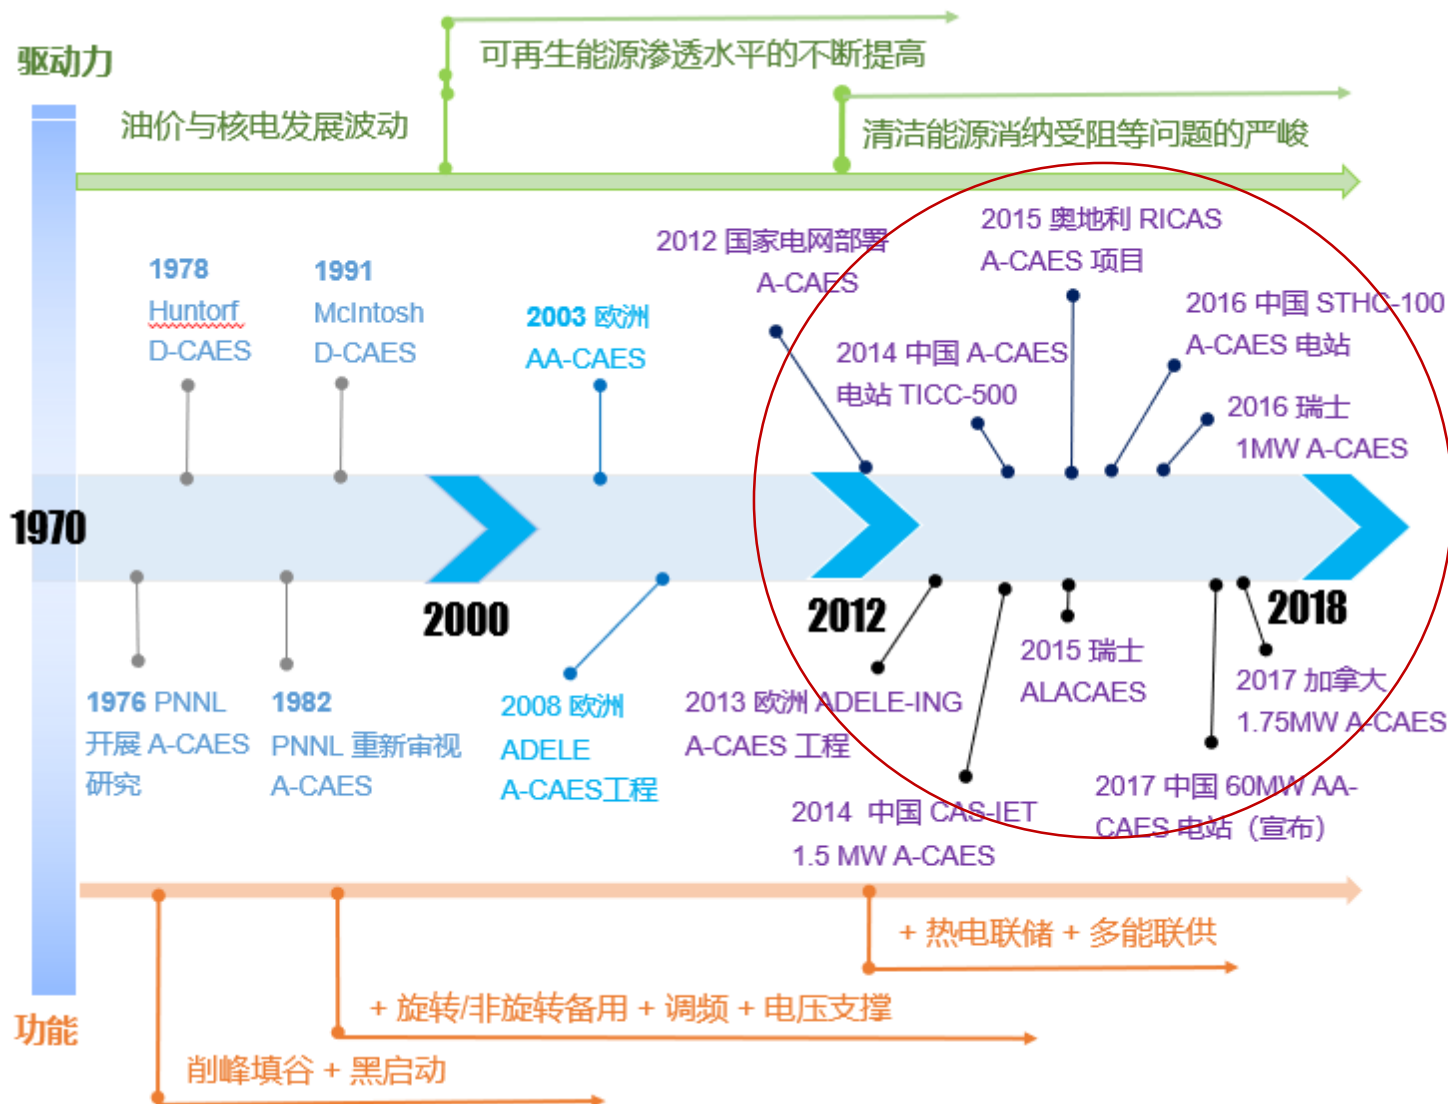 驱动力
可再生能源渗透水平的不断提高
油价与核电发展波动
清洁能源消纳受阻等问题的严峻
1978
Huntorf
D-CAES
1991
McIntosh
D-CAES
2003 欧洲
AA-CAES
2012 国家电网部署
A-CAES
2014 中国 A-CAES
电站 TICC-500
2015 奥地利 RICAS
A-CAES 项目
2016 中国 STHC-100
A-CAES 电站
2016 瑞士
1MW A-CAES
1970
2000
2012
2018
1976 PNNL
开展 A-CAES
研究
1982
PNNL 重新审视
A-CAES
2008 欧洲
ADELE
A-CAES工程
2013 欧洲 ADELE-ING
A-CAES 工程
2014 中国 CAS-IET
1.5 MW A-CAES
2015 瑞士
ALACAES
2017 中国 60MW AA-
CAES 电站（宣布）
2017 加拿大
1.75MW A-CAES
+ 热电联储 + 多能联供
+ 旋转/非旋转备用 + 调频 + 电压支撑
功能
削峰填谷 + 黑启动